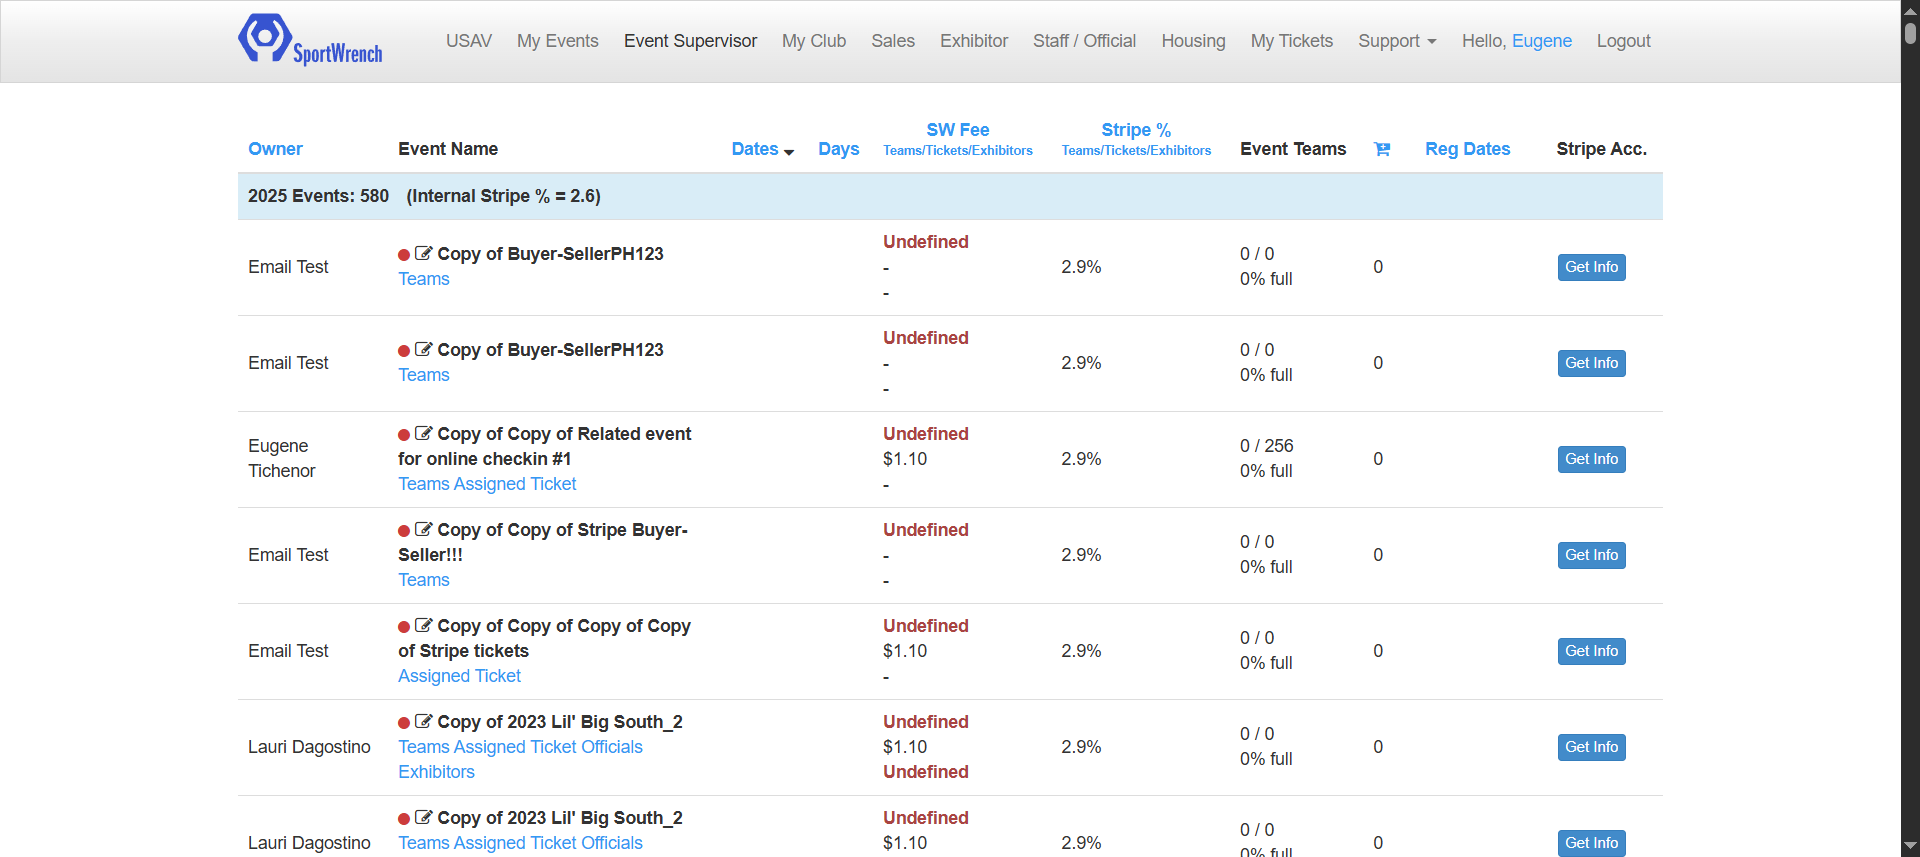 SportWrench
USAV My Events Event Supervisor My Club Sales Exhibitor Staff / Official Housing My Tickets Support Hello, Eugene Logout
Owner Event Name Dates Days SW Fee Teams/Tickets/Exhibitors Stripe % Teams/Tickets/Exhibitors Event Teams Reg Dates Stripe Acc.
2025 Events: 580 (Internal Stripe % = 2.6)
Email Test
Copy of Buyer-SellerPH123
Teams
Undefined
-
-
2.9%
0 / 0
0% full
0
Get Info
Email Test
Copy of Buyer-SellerPH123
Teams
Undefined
-
-
2.9%
0 / 0
0% full
0
Get Info
Eugene
Tichenor
Copy of Copy of Related event
for online checkin #1
Teams Assigned Ticket
Undefined
$1.10
-
2.9%
0 / 256
0% full
0
Get Info
Email Test
Copy of Copy of Stripe Buyer-
Seller!!!
Teams
Undefined
-
-
2.9%
0 / 0
0% full
0
Get Info
Email Test
Copy of Copy of Copy of Copy
of Stripe tickets
Assigned Ticket
Undefined
$1.10
-
2.9%
0 / 0
0% full
0
Get Info
Lauri Dagostino
Copy of 2023 Lil' Big South_2
Teams Assigned Ticket Officials
Exhibitors
Undefined
$1.10
Undefined
2.9%
0 / 0
0% full
0
Get Info
Lauri Dagostino
Copy of 2023 Lil' Big South_2
Teams Assigned Ticket Officials
Undefined
$1.10
2.9%
0 / 0
0% full
0
Get Info